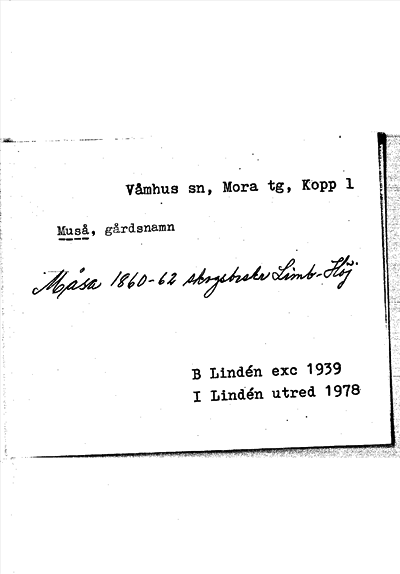 Våmhus sn, Mora tg, Kopp l
Muså, gårdsnamn
Måsa 1860-62 skogsbeskr Limb-Höj
B Lindén exc 1939
I Lindén utred 1978